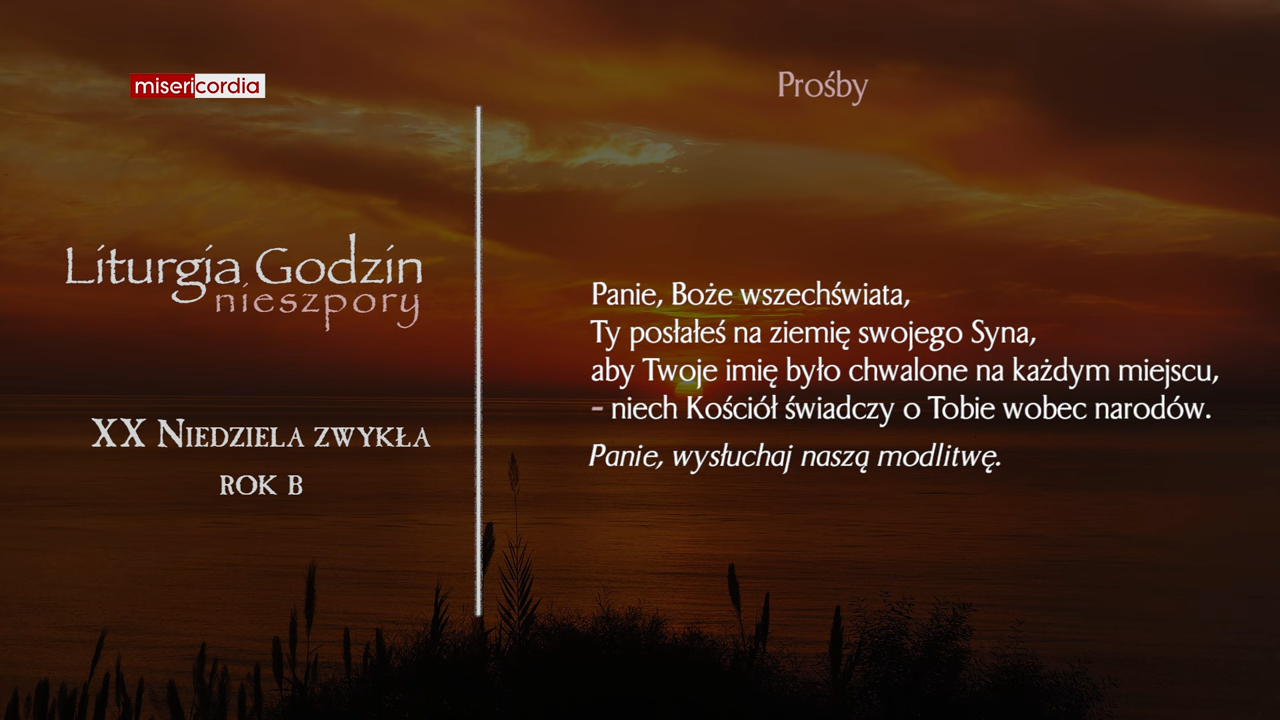 misericordia
Liturgia Godzin
nieszpory
XX Niedziela zwykła
rok B
Prośby
Panie, Boże wszechświata,
Ty posłałeś na ziemię swojego Syna,
aby Twoje imię było chwalone na każdym miejscu,
- niech Kościół świadczy o Tobie wobec narodów.
Panie, wysłuchaj naszą modlitwę.